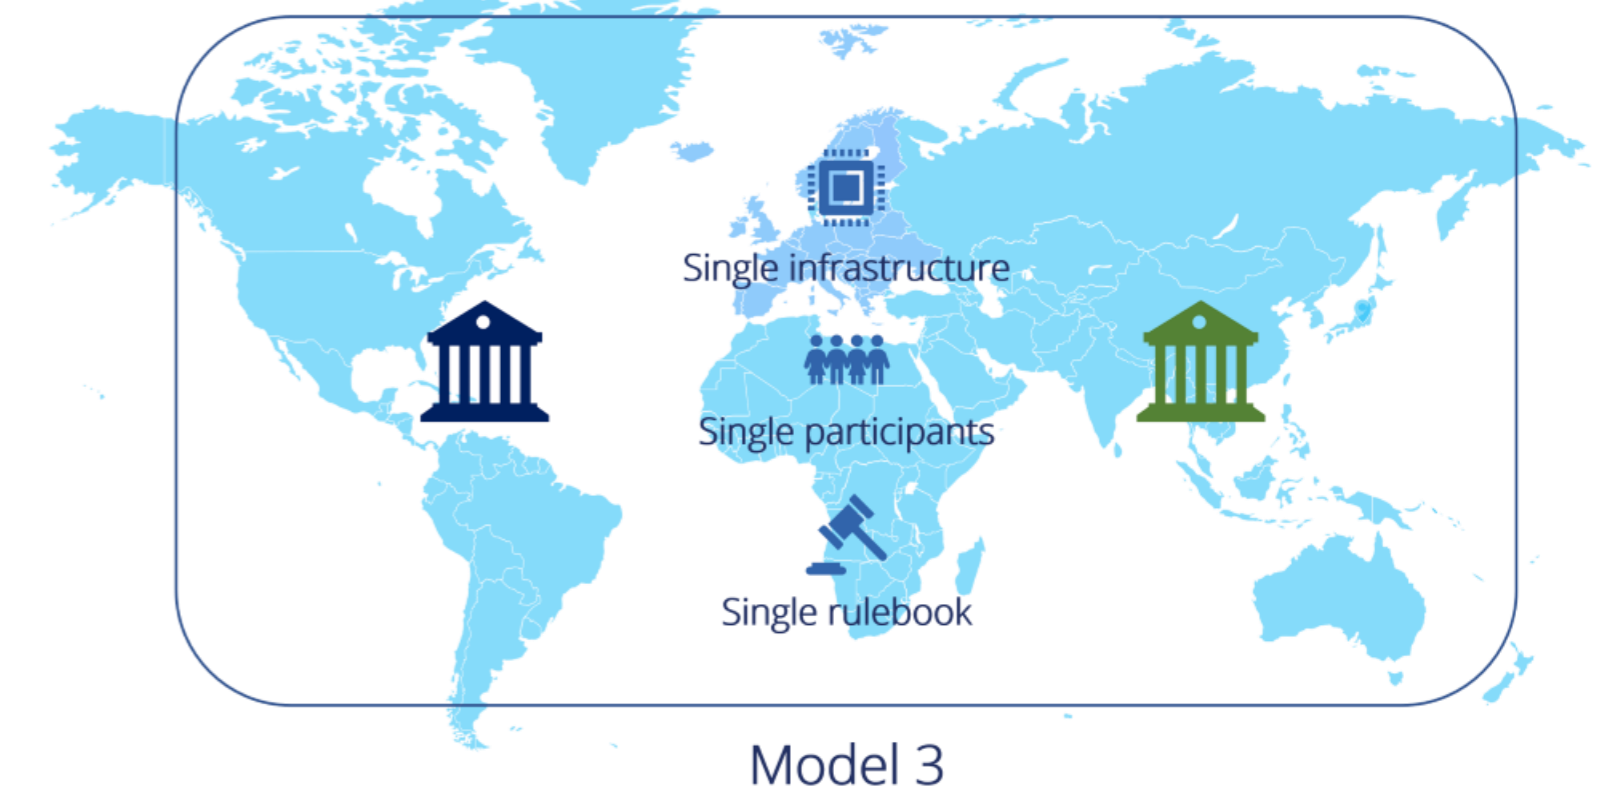 Single infrastructure
Single participants
Single rulebook
Model 3